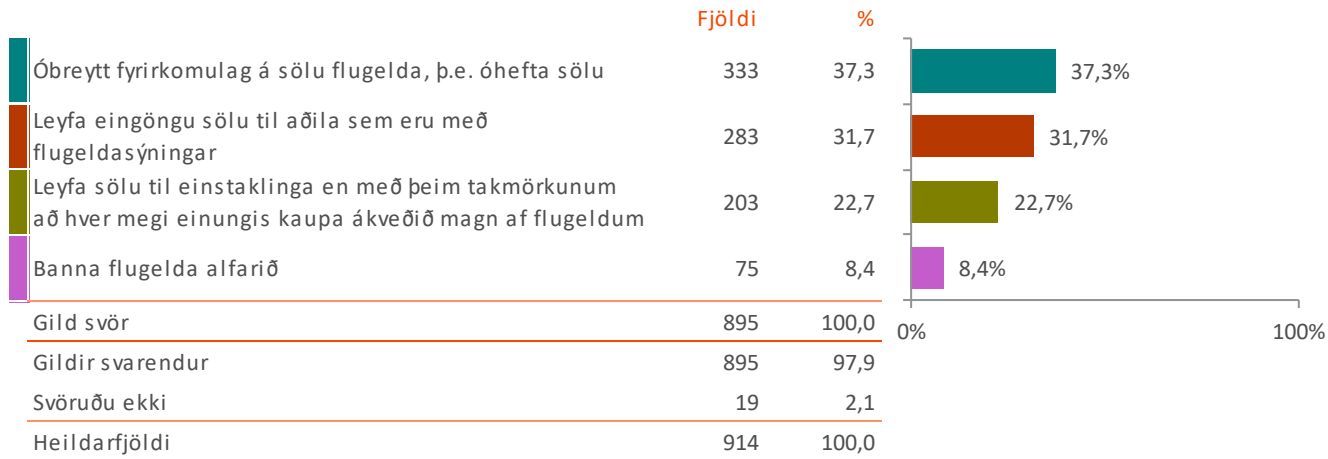 Fjöldi %
Óbreytt fyrirkomulag á sölu flugelda, þ.e. óhefta sölu 333 37,3 37,3%
Leyfa eingöngu sölu til aðila sem eru með
flugeldasýningar 283 31,7 31,7%
Leyfa sölu til einstaklinga en með þeim takmörkunum
að hver megi einungis kaupa ákveðið magn af flugeldum 203 22,7 22,7%
Banna flugelda alfarið 75 8,4 8,4%
Gild svör 895 100,0 0% 100%
Gildir svarendur 895 97,9
Svöruðu ekki 19 2,1
Heildarfjöldi 914 100,0